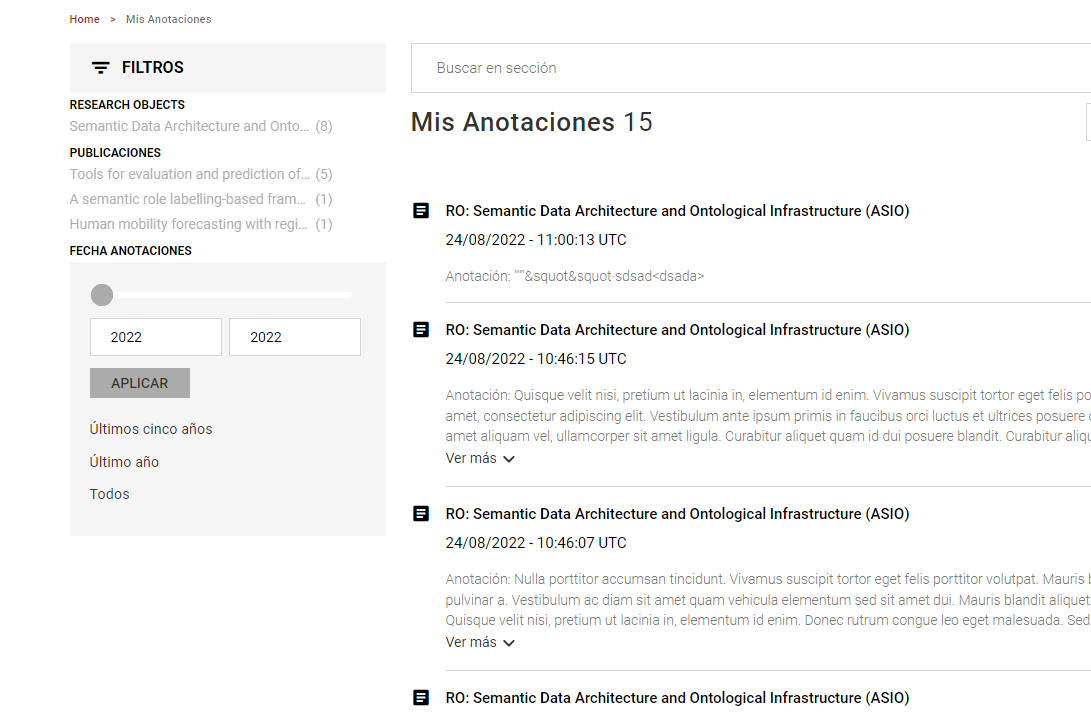 Home > Mis Anotaciones
FILTROS
RESEARCH OBJECTS
Semantic Data Architecture and Onto... (8)
PUBLICACIONES
Tools for evaluation and prediction of... (5)
A semantic role labelling-based fram... (1)
Human mobility forecasting with regi... (1)
FECHA ANOTACIONES
2022 2022
APLICAR
Últimos cinco años
Último año
Todos
Buscar en sección
Mis Anotaciones 15
RO: Semantic Data Architecture and Ontological Infrastructure (ASIO)
24/08/2022 - 11:00:13 UTC
Anotación: """&squot&squot·sdsad<dsada>
RO: Semantic Data Architecture and Ontological Infrastructure (ASIO)
24/08/2022 - 10:46:15 UTC
Anotación: Quisque velit nisi, pretium ut lacinia in, elementum id enim. Vivamus suscipit tortor eget felis po
amet, consectetur adipiscing elit. Vestibulum ante ipsum primis in faucibus orci luctus et ultrices posuere
amet aliquam vel, ullamcorper sit amet ligula. Curabitur aliquet quam id dui posuere blandit. Curabitur aliqu
Ver más
RO: Semantic Data Architecture and Ontological Infrastructure (ASIO)
24/08/2022 - 10:46:07 UTC
Anotación: Nulla porttitor accumsan tincidunt. Vivamus suscipit tortor eget felis porttitor volutpat. Mauris b
pulvinar a. Vestibulum ac diam sit amet quam vehicula elementum sed sit amet dui. Mauris blandit aliquet
Quisque velit nisi, pretium ut lacinia in, elementum id enim. Donec rutrum congue leo eget malesuada. Sed
Ver más
RO: Semantic Data Architecture and Ontological Infrastructure (ASIO)